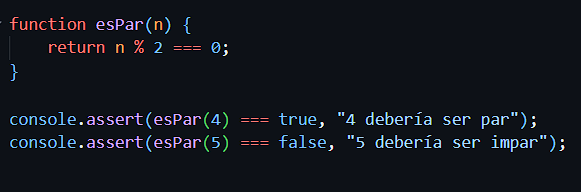 function esPar(n) {
    return n % 2 === 0;
}
console.assert(esPar(4) === true, "4 debería ser par");
console.assert(esPar(5) === false, "5 debería ser impar");